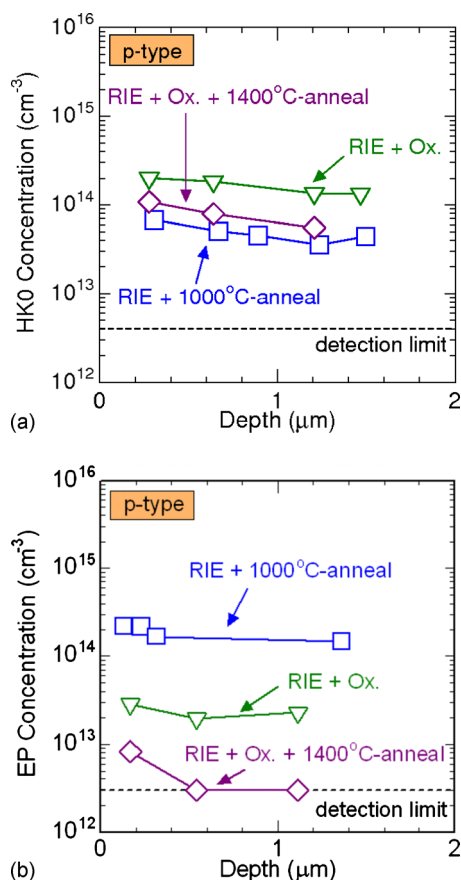 10^16
p-type
RIE + Ox. + 1400°C-anneal
10^15
RIE + Ox.
10^14
HK0 Concentration (cm^-3)
10^13
RIE + 1000°C-anneal
detection limit
10^12
0 1 2
(a)
Depth (μm)
10^16
p-type
10^15
RIE + 1000°C-anneal
10^14
EP Concentration (cm^-3)
RIE + Ox.
10^13
RIE + Ox. + 1400°C-anneal
detection limit
10^12
0 1 2
(b)
Depth (μm)